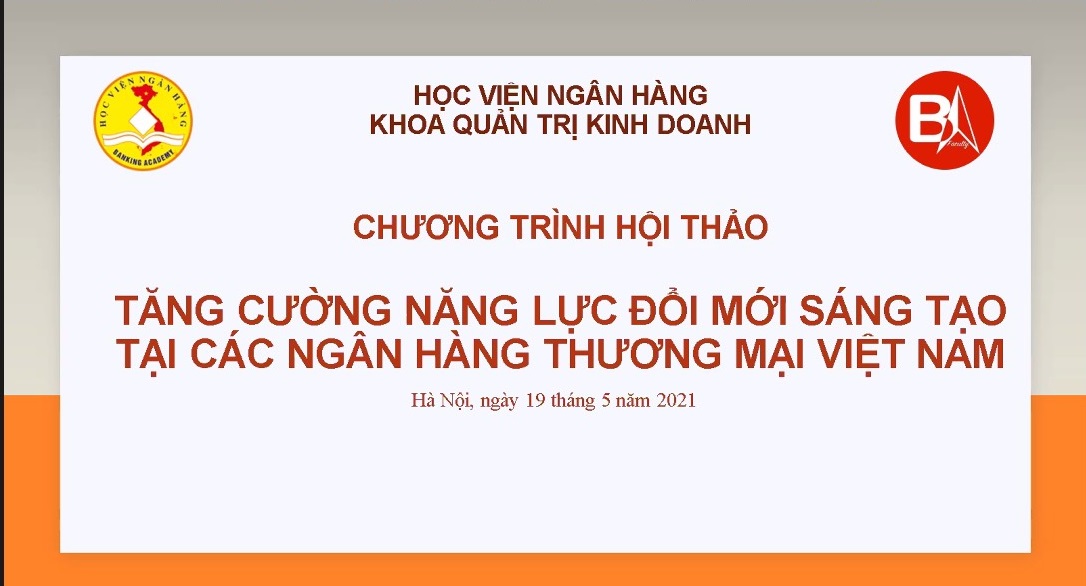 HỌC VIỆN NGÂN HÀNG
BANKING ACADEMY
HỌC VIỆN NGÂN HÀNG
KHOA QUẢN TRỊ KINH DOANH
BA
Faculty
CHƯƠNG TRÌNH HỘI THẢO
TĂNG CƯỜNG NĂNG LỰC ĐỔI MỚI SÁNG TẠO
TẠI CÁC NGÂN HÀNG THƯƠNG MẠI VIỆT NAM
Hà Nội, ngày 19 tháng 5 năm 2021